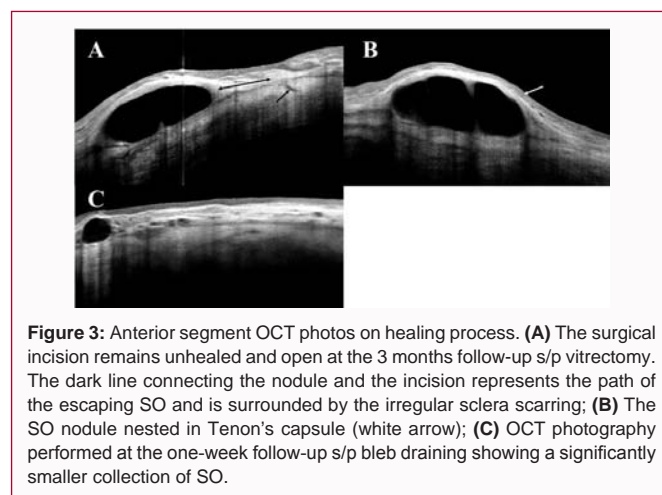 A
B
C
Figure 3: Anterior segment OCT photos on healing process. (A) The surgical
incision remains unhealed and open at the 3 months follow-up s/p vitrectomy.
The dark line connecting the nodule and the incision represents the path of
the escaping SO and is surrounded by the irregular sclera scarring; (B) The
SO nodule nested in Tenon's capsule (white arrow); (C) OCT photography
performed at the one-week follow-up s/p bleb draining showing a significantly
smaller collection of SO.